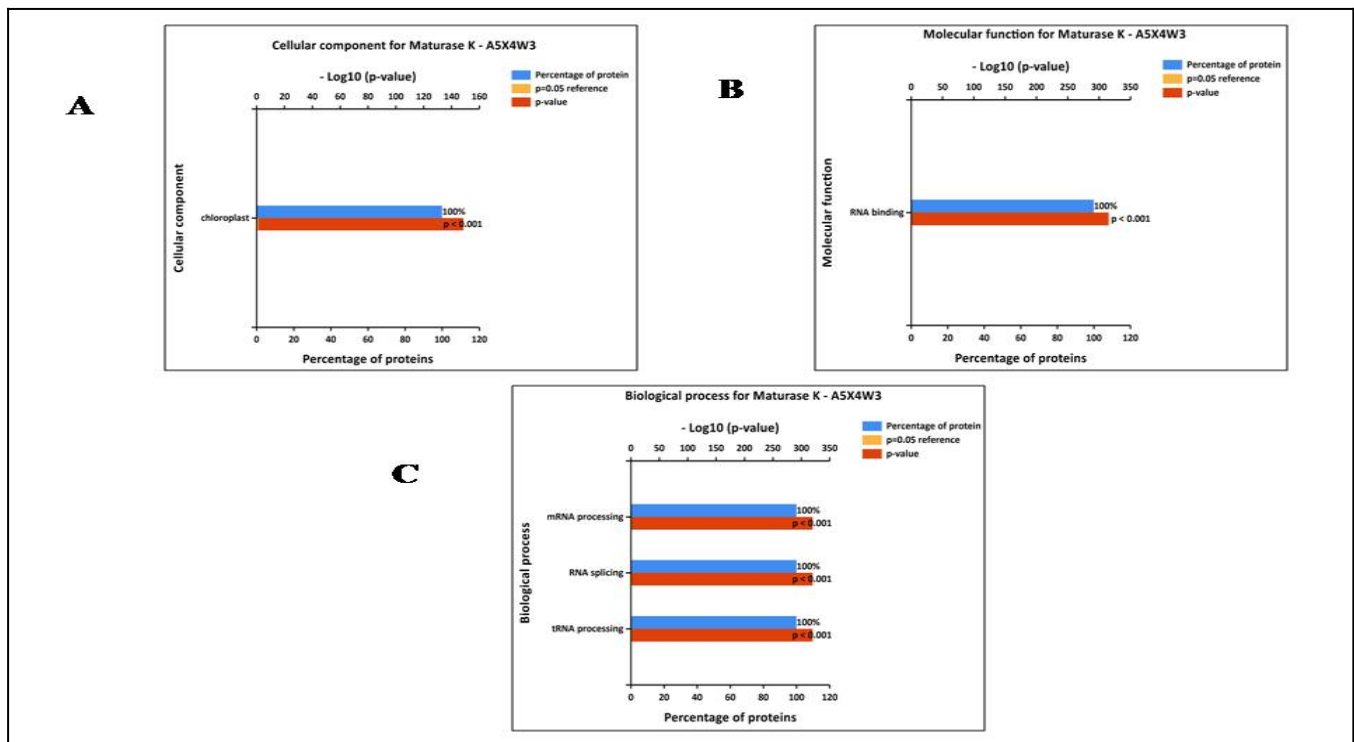 A
Cellular component for Maturase K - A5X4W3
- Log10 (p-value)
0 20 40 60 80 100 120 140 160
Percentage of protein
p=0.05 reference
p-value
Cellular component
chloroplast
100%
p < 0.001
0 20 40 60 80 100 120
Percentage of proteins
B
Molecular function for Maturase K - A5X4W3
- Log10 (p-value)
0 50 100 150 200 250 300 350
Percentage of protein
p=0.05 reference
p-value
Molecular function
RNA binding
100%
p < 0.001
0 20 40 60 80 100 120
Percentage of proteins
C
Biological process for Maturase K - A5X4W3
- Log10 (p-value)
0 50 100 150 200 250 300 350
Percentage of protein
p=0.05 reference
p-value
Biological process
mRNA processing
100%
p < 0.001
RNA splicing
100%
p < 0.001
tRNA processing
100%
p < 0.001
0 20 40 60 80 100 120
Percentage of proteins